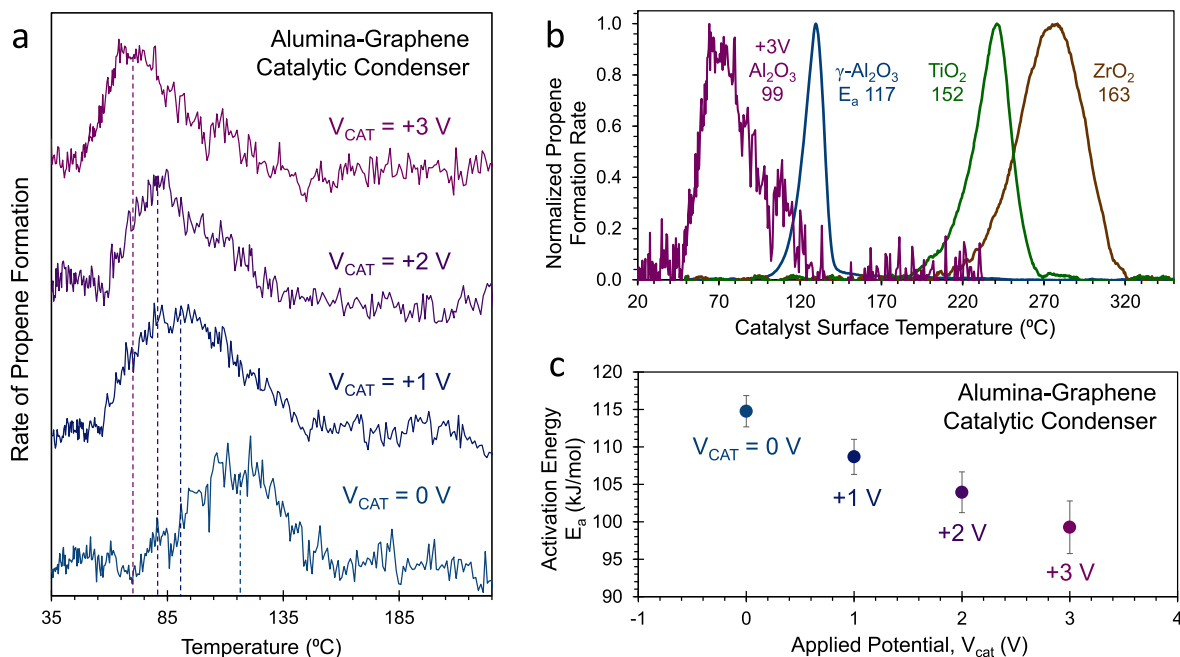 a
Alumina-Graphene
Catalytic Condenser
V_CAT = +3 V
V_CAT = +2 V
V_CAT = +1 V
V_CAT = 0 V
Rate of Propene Formation
35 85 135 185
Temperature (ºC)
b
+3V
Al₂O₃
99
γ-Al₂O₃
Eₐ 117
TiO₂
152
ZrO₂
163
Normalized Propene
Formation Rate
1.0
0.8
0.6
0.4
0.2
0.0
20 70 120 170 220 270 320
Catalyst Surface Temperature (ºC)
c
Alumina-Graphene
Catalytic Condenser
Activation Energy
Eₐ (kJ/mol)
120
115
110
105
100
95
90
V_CAT = 0 V
+1 V
+2 V
+3 V
-1 0 1 2 3 4
Applied Potential, V_cat (V)